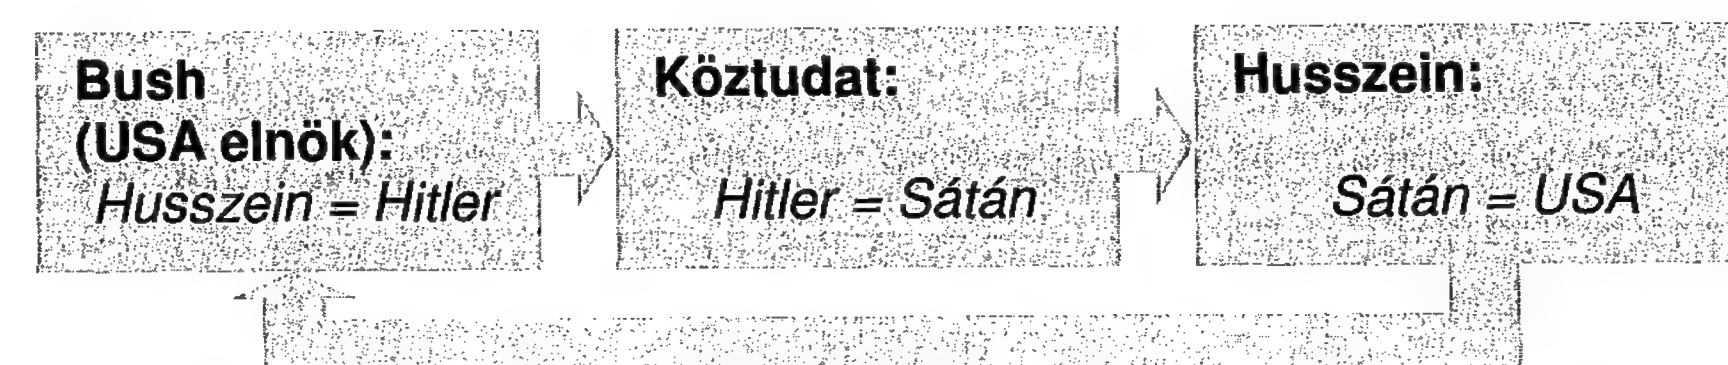 Bush
(USA elnök):
Husszein = Hitler
Köztudat:
Hitler = Sátán
Husszein:
Sátán = USA